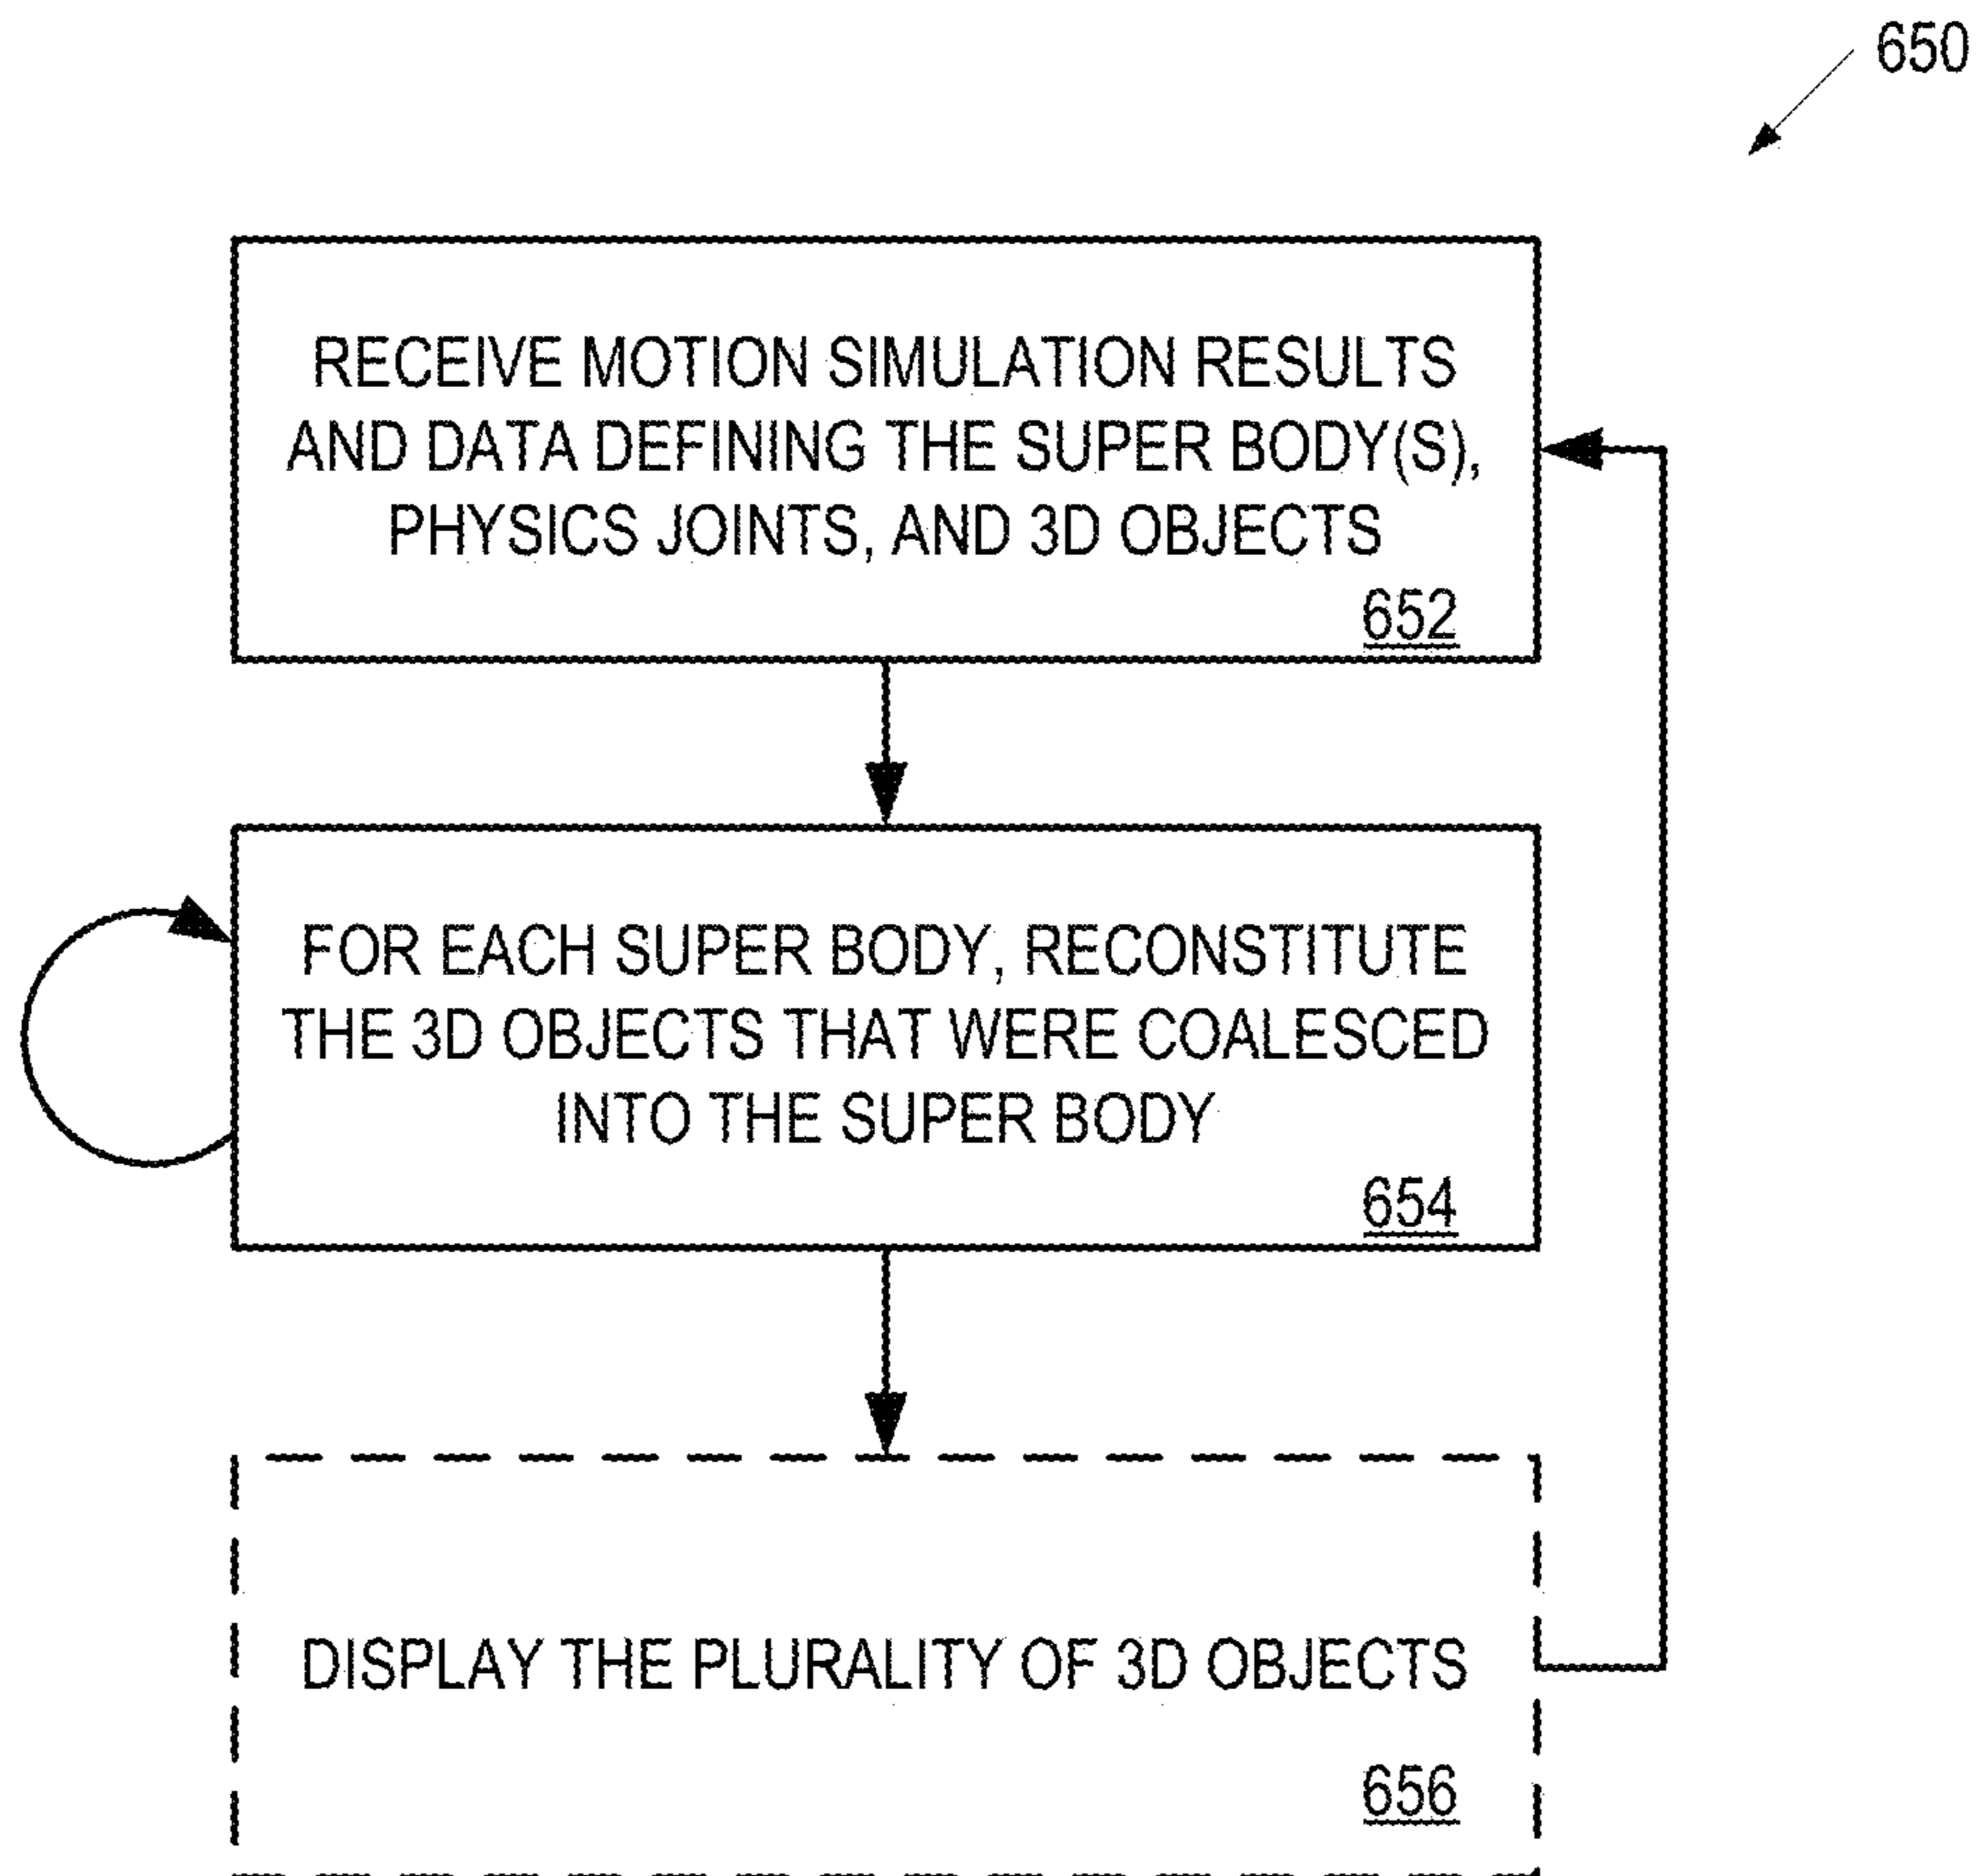 650
RECEIVE MOTION SIMULATION RESULTS
AND DATA DEFINING THE SUPER BODY(S),
PHYSICS JOINTS, AND 3D OBJECTS
652
FOR EACH SUPER BODY, RECONSTITUTE
THE 3D OBJECTS THAT WERE COALESCED
INTO THE SUPER BODY
654
DISPLAY THE PLURALITY OF 3D OBJECTS
656